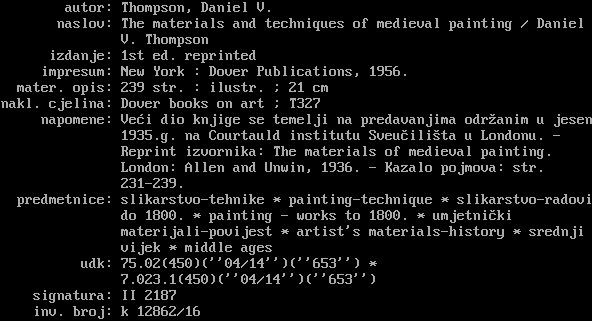 autor: Thompson, Daniel V.
naslov: The materials and techniques of medieval painting / Daniel
V. Thompson
izdanje: 1st ed. reprinted
impresum: New York : Dover Publications, 1956.
mater. opis: 239 str. : ilustr. ; 21 cm
nakl. cjelina: Dover books on art ; T327
napomene: Veći dio knjige se temelji na predavanjima održanim u jesen
1935.g. na Courtauld institutu Sveučilišta u Londonu. -
Reprint izvornika: The materials of medieval painting.
London: Allen and Unwin, 1936. - Kazalo pojmova: str.
231-239.
predmetnice: slikarstvo-tehnike * painting-technique * slikarstvo-radovi
do 1800. * painting - works to 1800. * umjetnički
materijali-povijest * artist's materials-history * srednji
vijek * middle ages
udk: 75.02(450)(''04/14'')(''653'') *
7.023.1(450)(''04/14'')(''653'')
signatura: II 2187
inv. broj: k 12862/16